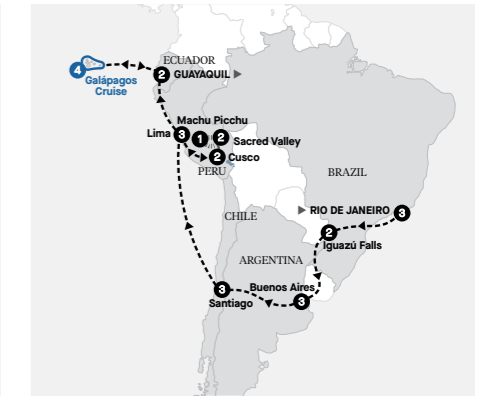 ECUADOR
2 GUAYAQUIL
4
Galápagos
Cruise
Machu Picchu
Lima 3 1 2 Sacred Valley
2 Cusco
PERU
BRAZIL
RIO DE JANEIRO 3
CHILE
2
Iguazú Falls
ARGENTINA
Buenos Aires
3
Santiago
3